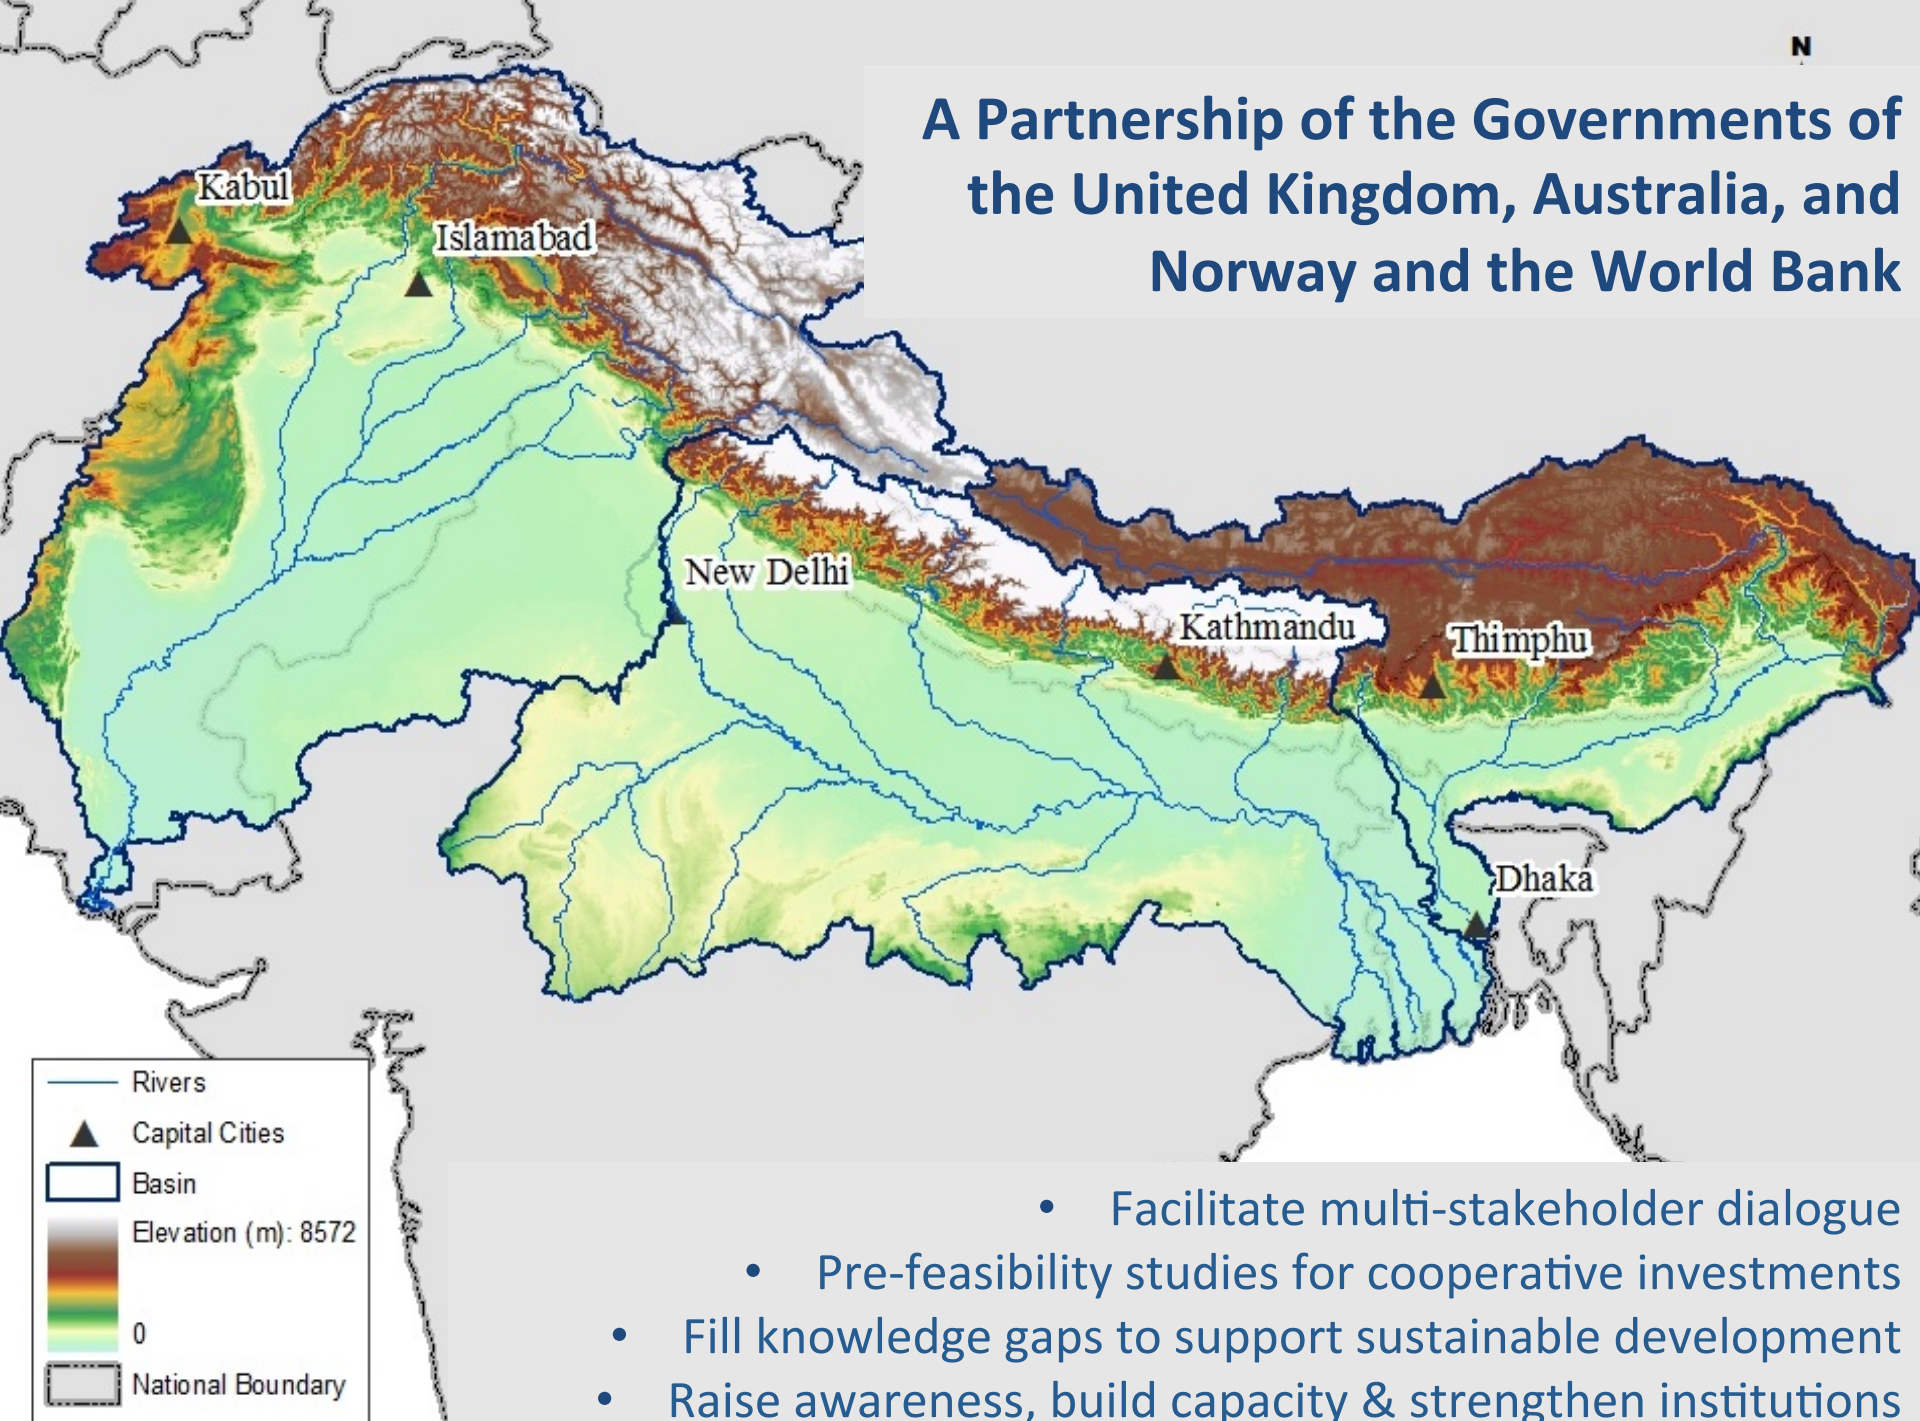 N
A Partnership of the Governments of
the United Kingdom, Australia, and
Norway and the World Bank
Kabul
Islamabad
New Delhi
Kathmandu
Thimphu
Dhaka
Rivers
Capital Cities
Basin
Elevation (m): 8572
0
National Boundary
• Facilitate multi-stakeholder dialogue
• Pre-feasibility studies for cooperative investments
• Fill knowledge gaps to support sustainable development
• Raise awareness, build capacity & strengthen institutions